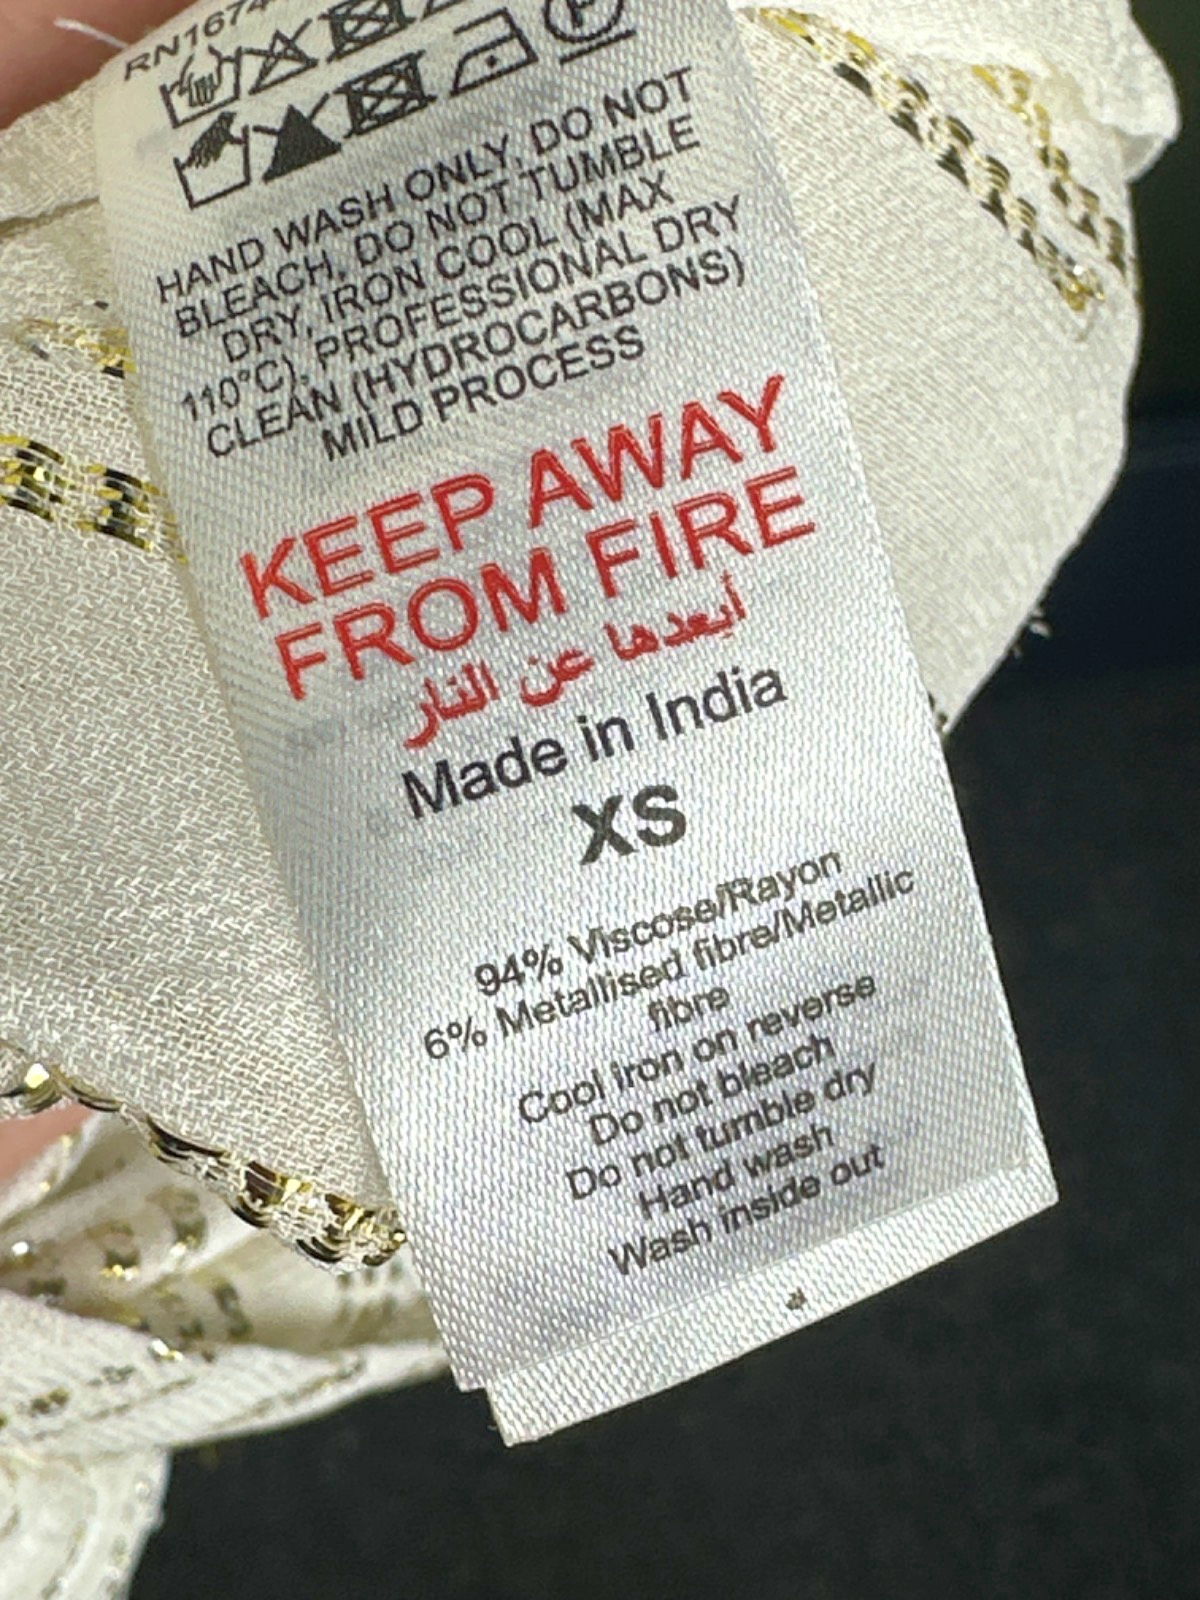 HAND WASH ONLY, DO NOT
BLEACH, DO NOT TUMBLE
DRY, IRON COOL (MAX
110°C), PROFESSIONAL DRY
CLEAN (HYDROCARBONS)
MILD PROCESS
KEEP AWAY
FROM FIRE
أبعدها عن النار
Made in India
XS
94% Viscose/Rayon
6% Metallised fibre/Metallic
fibre
Cool iron on reverse
Do not bleach
Do not tumble dry
Hand wash
Wash inside out